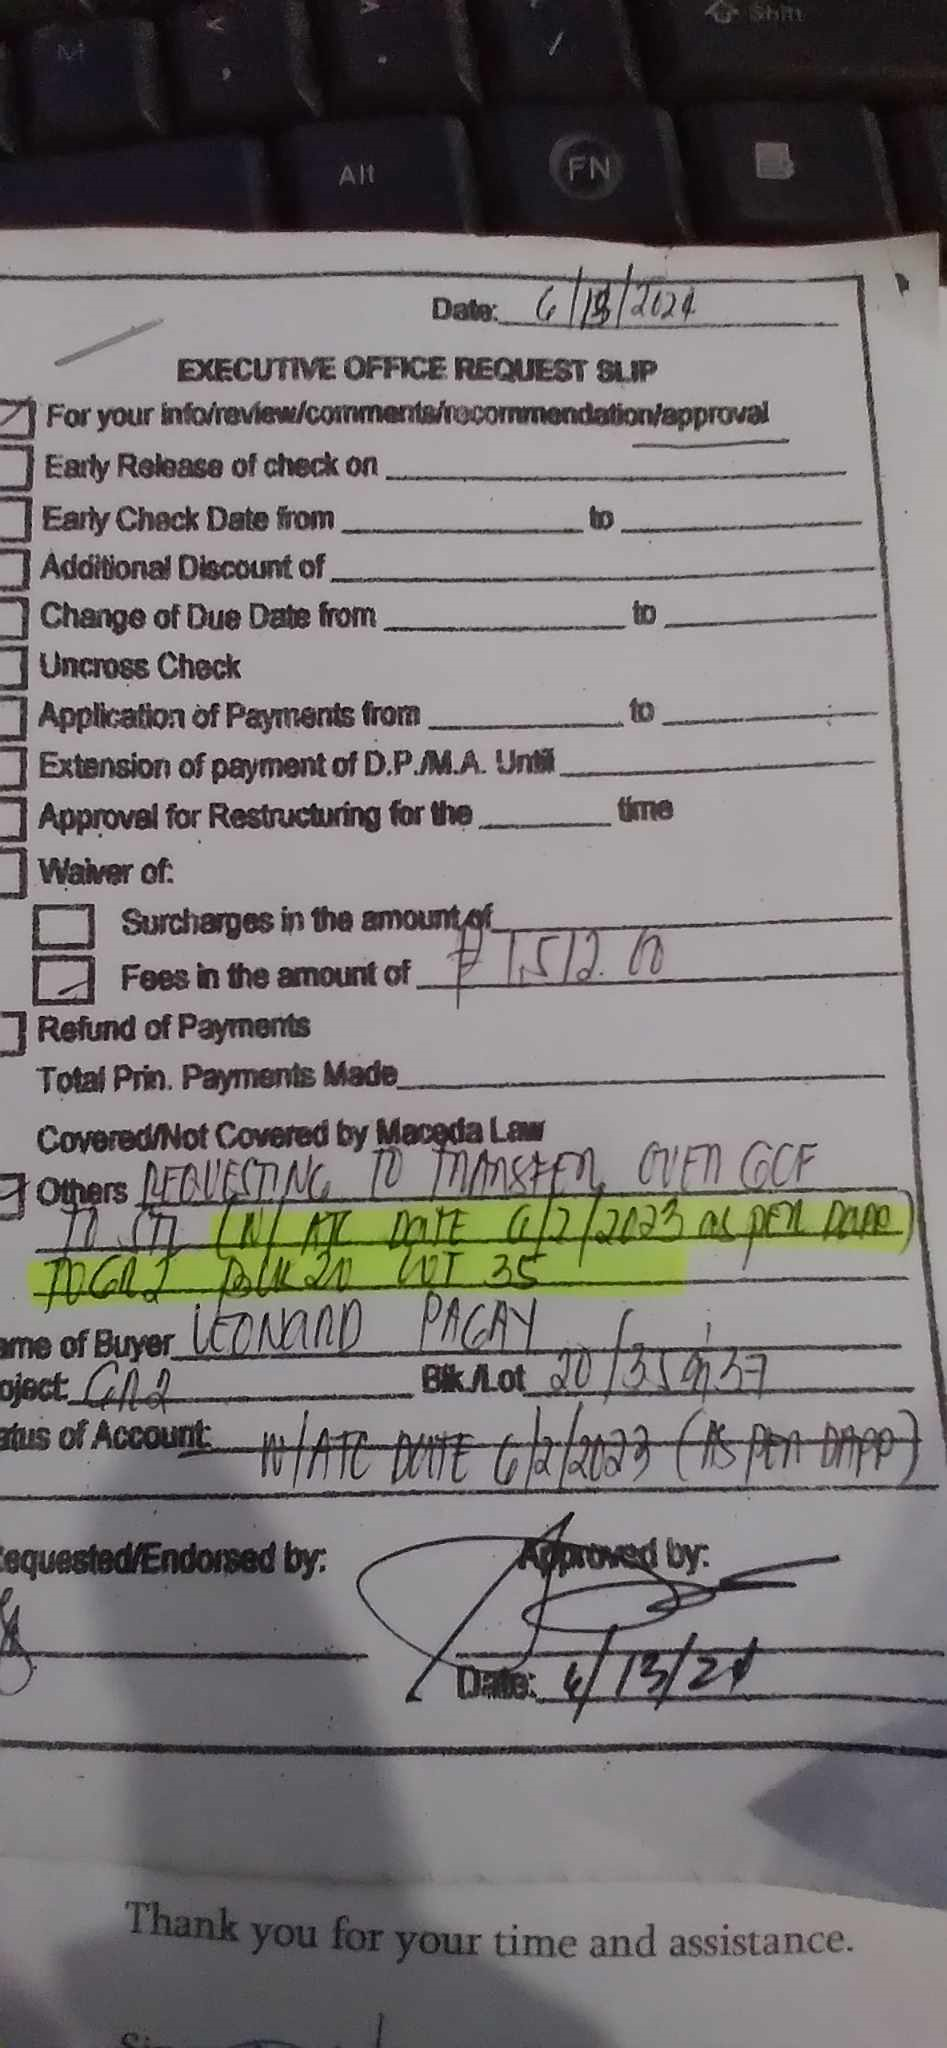 M < , > . / Shift
Alt FN
Date: 6/13/2024
EXECUTIVE OFFICE REQUEST SLIP
For your info/review/comments/recommendation/approval
Early Release of check on
Early Check Date from to
Additional Discount of
Change of Due Date from to
Uncross Check
Application of Payments from to
Extension of payment of D.P./M.A. Until
Approval for Restructuring for the time
Waiver of:
Surcharges in the amount of
Fees in the amount of ₱ 1,512.00
Refund of Payments
Total Prin. Payments Made
Covered/Not Covered by Maceda Law
Others REQUESTING TO TRANSFER OVER GCF
TO STL (W/ ATC DATE 6/2/2023 as PER DAPP)
TO GR2 BLK 20 LOT 35
ame of Buyer LEONARD PAGAY
oject: GR2 Blk/Lot 20/35 37
atus of Account: W/ATC DATE 6/2/2023 (AS PER DAPP)
equested/Endorsed by: Approved by:
Date: 6/13/24
Thank you for your time and assistance.